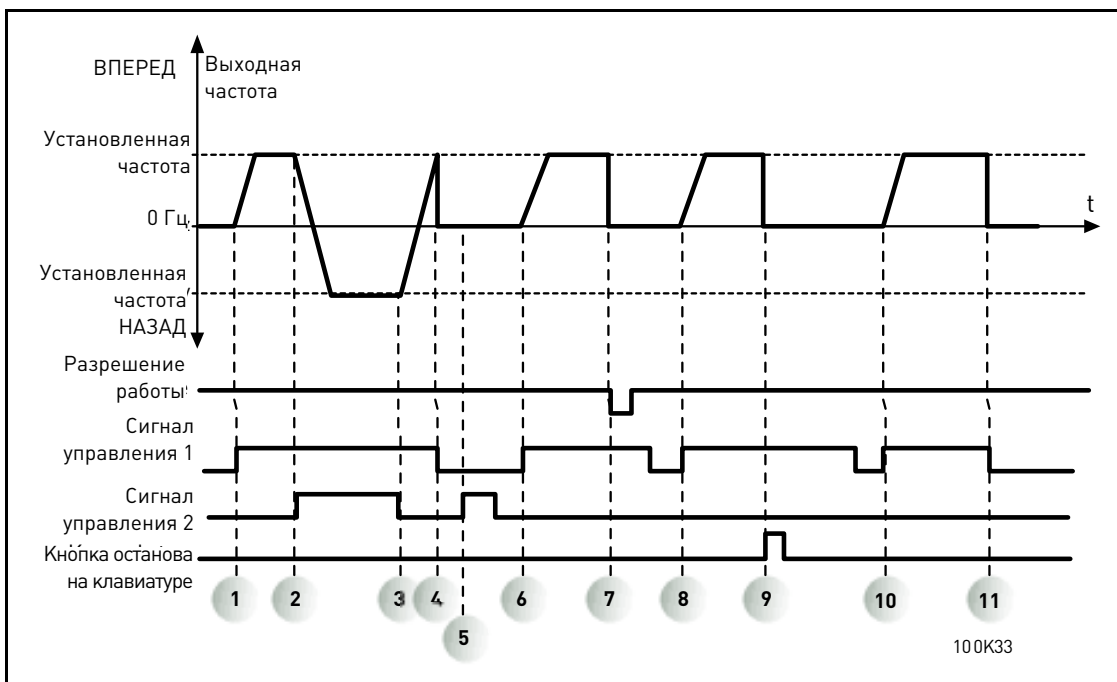 ВПЕРЕД
Выходная
частота
Установленная
частота
0 Гц
t
Установленная
частота
НАЗАД
Разрешение
работы
Сигнал
управления 1
Сигнал
управления 2
Кнопка останова
на клавиатуре
1 2 3 4 6 7 8 9 10 11
5
100K33